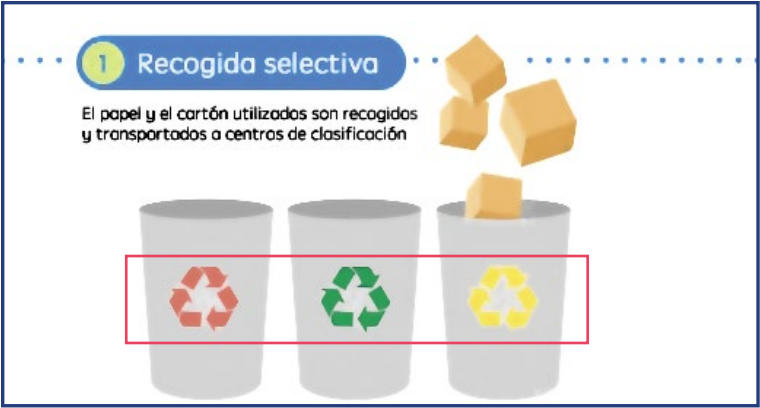 1 Recogida selectiva
El papel y el cartón utilizados son recogidos
y transportados a centros de clasificación